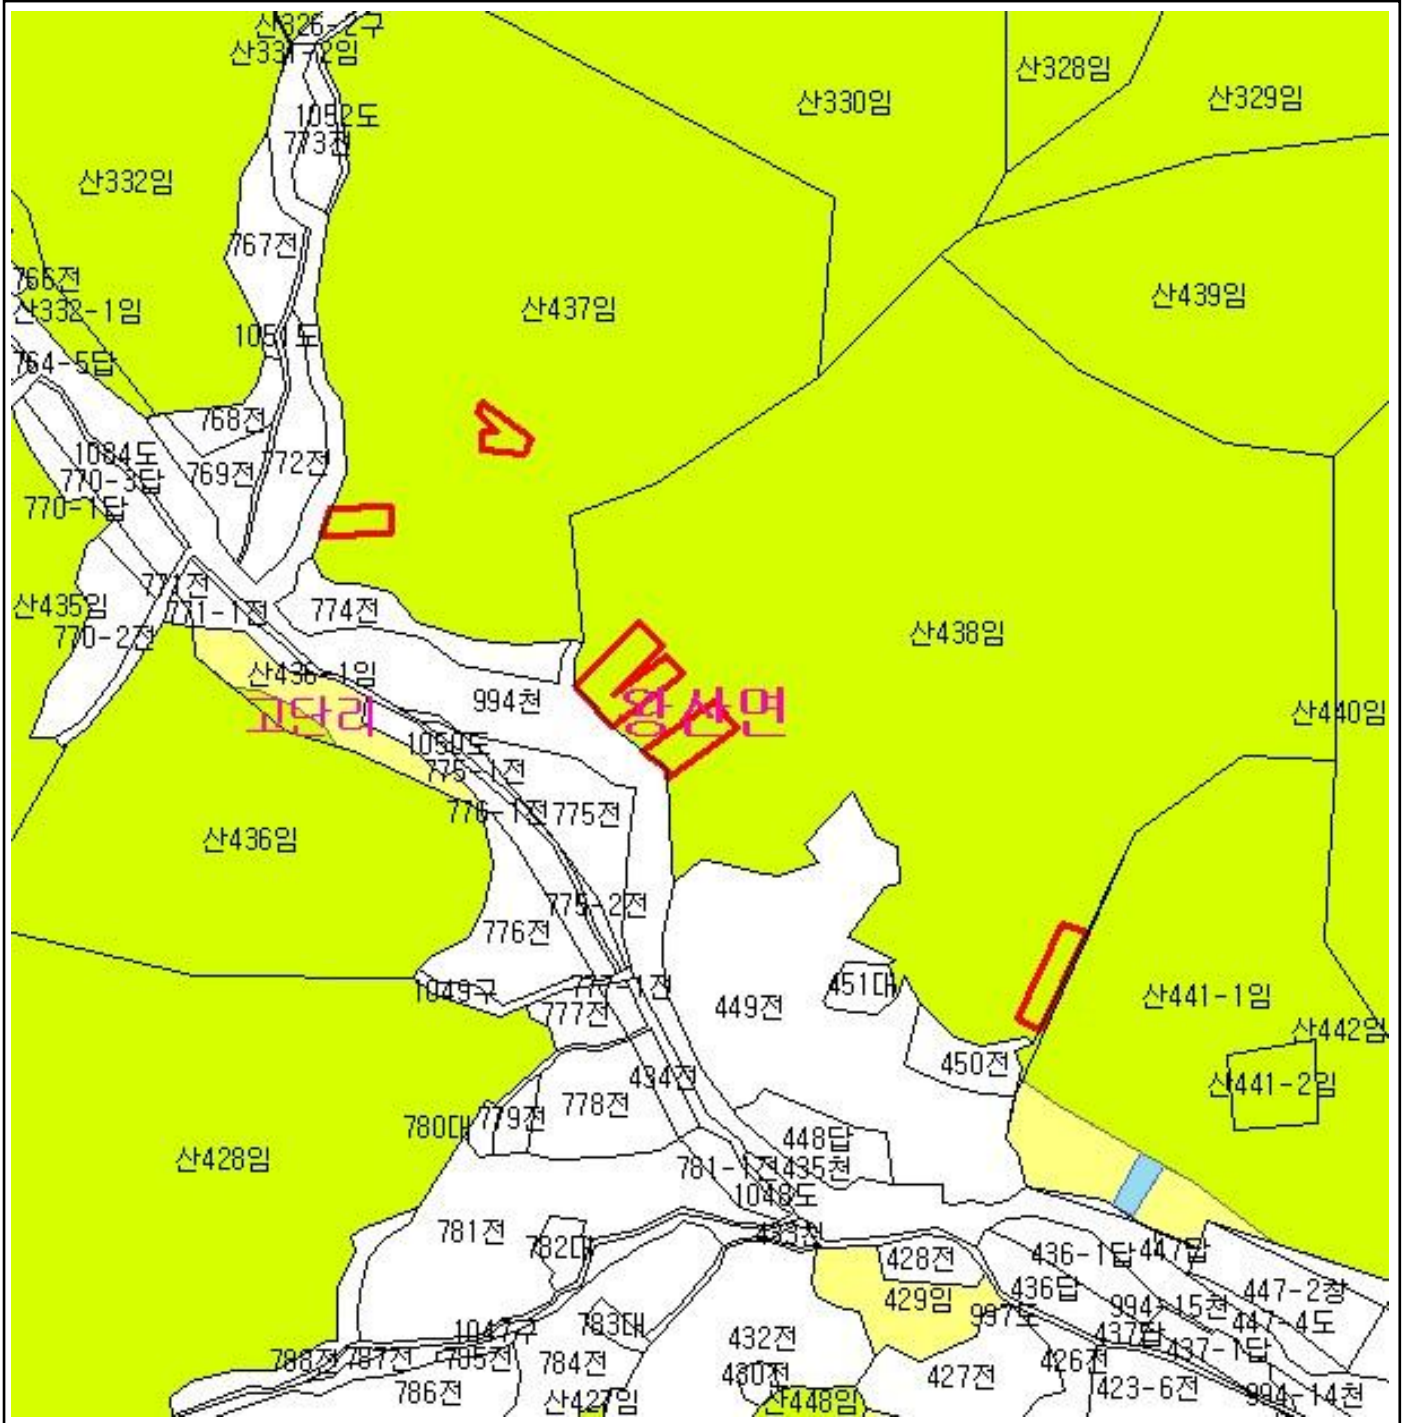 산326-2구
산331-2임
산328임
산330임
산329임
1052도
773전
산332임
767전
766전
산332-1임
산437임
산439임
1051도
764-5답
768전
1084도
770-3답
769전
772전
770-1답
771전
산435임
771-1전
774전
770-2전
산438임
산436-1임
994천
고단리
왕산면
산440임
1050도
775-1전
776-1전
775전
산436임
775-2전
776전
1049구
777-1전
451대
777전
449전
산441-1임
산442임
450전
434전
산441-2임
780대
779전
778전
448답
산428임
781-1전
435천
1048도
781전
782대
433천
428전
436-1답
447답
436답
447-2창
429임
997도
994-15천
447-4도
1047구
783대
432전
437답
437-1답
788전
787전
785전
784전
430전
427전
426전
786전
산427임
산448임
423-6전
994-14천